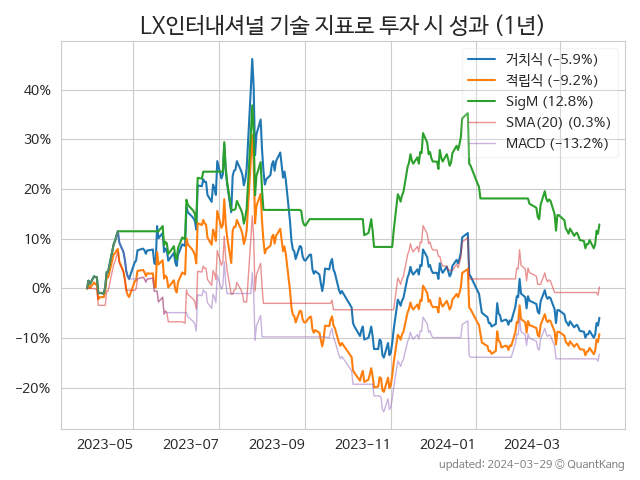 LX인터내셔널 기술 지표로 투자 시 성과 (1년)
거치식 (−5.9%)
적립식 (−9.2%)
SigM (12.8%)
SMA(20) (0.3%)
MACD (−13.2%)
40%
30%
20%
10%
0%
−10%
−20%
2023-05 2023-07 2023-09 2023-11 2024-01 2024-03
updated: 2024-03-29 © QuantKang